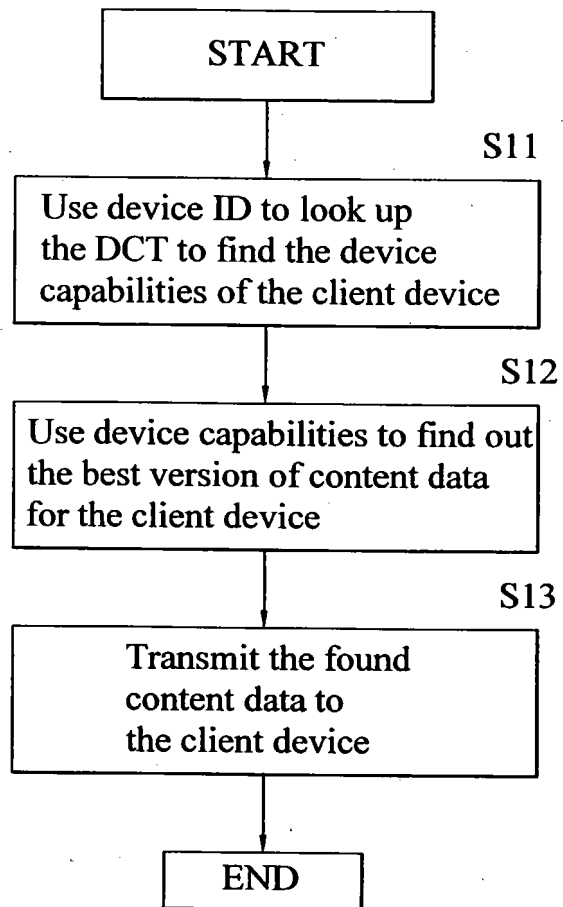 START
S11
Use device ID to look up
the DCT to find the device
capabilities of the client device
S12
Use device capabilities to find out
the best version of content data
for the client device
S13
Transmit the found
content data to
the client device
END